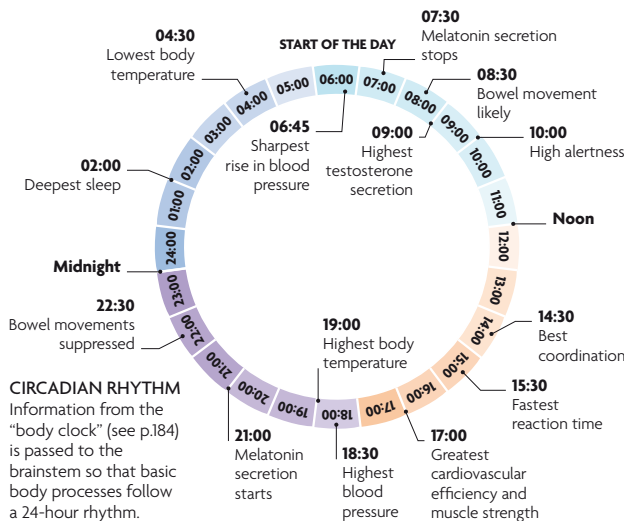 START OF THE DAY
06:00
07:00
08:00
09:00
10:00
11:00
12:00
13:00
14:00
15:00
16:00
17:00
18:00
19:00
20:00
21:00
22:00
23:00
24:00
01:00
02:00
03:00
04:00
05:00
06:45
Sharpest
rise in blood
pressure
07:30
Melatonin secretion
stops
08:30
Bowel movement
likely
09:00
Highest
testosterone
secretion
10:00
High alertness
Noon
14:30
Best
coordination
15:30
Fastest
reaction time
17:00
Greatest
cardiovascular
efficiency and
muscle strength
18:30
Highest
blood
pressure
19:00
Highest body
temperature
21:00
Melatonin
secretion
starts
22:30
Bowel movements
suppressed
Midnight
02:00
Deepest sleep
04:30
Lowest body
temperature
CIRCADIAN RHYTHM
Information from the
“body clock” (see p.184)
is passed to the
brainstem so that basic
body processes follow
a 24-hour rhythm.